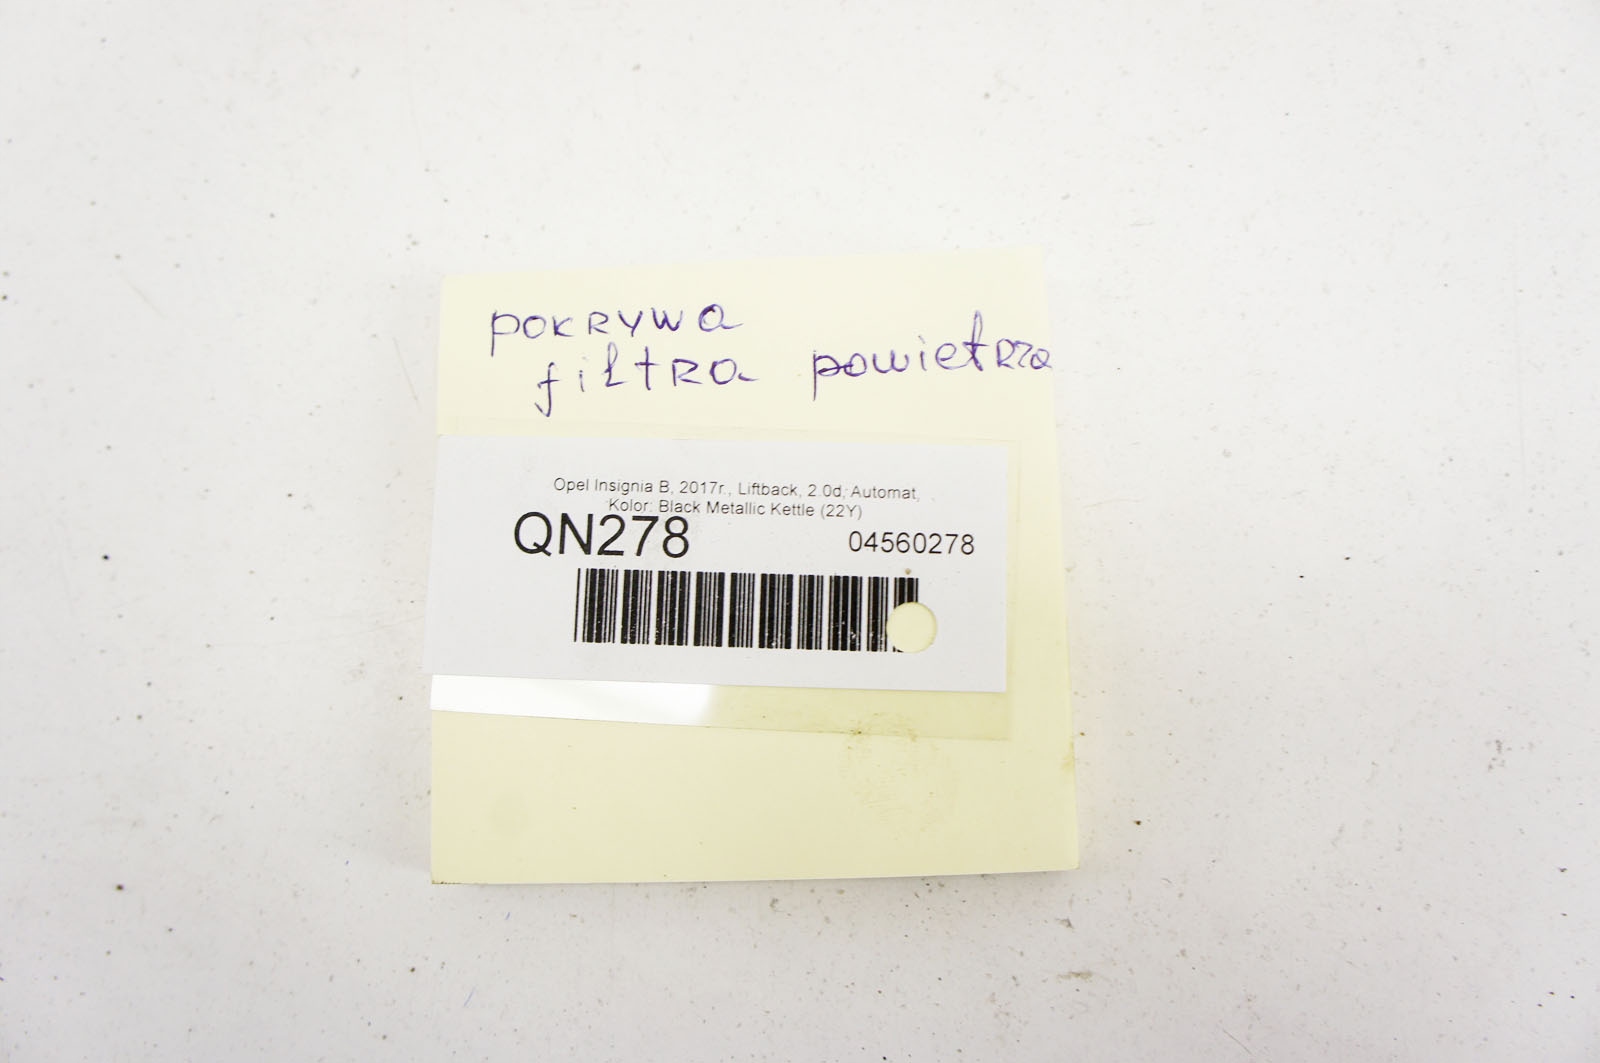 pokrywa
filtra powietrza
Opel Insignia B, 2017r., Liftback, 2.0d, Automat,
Kolor: Black Metallic Kettle (22Y)
QN278 04560278